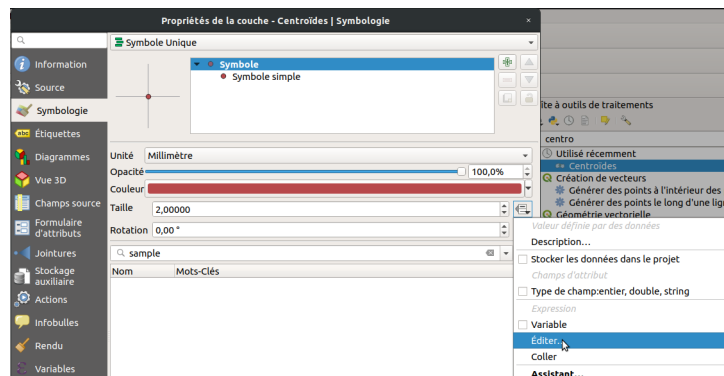 Propriétés de la couche - Centroïdes | Symbologie
Information
Source
Symbologie
abc Étiquettes
Diagrammes
Vue 3D
Champs source
Formulaire
d'attributs
Jointures
Stockage
auxiliaire
Actions
Infobulles
Rendu
Variables
Symbole Unique
Symbole
Symbole simple
Unité Millimètre
Opacité 100,0%
Couleur
Taille 2,00000
Rotation 0,00 °
sample
Nom Mots-Clés
îte à outils de traitements
centro
Utilisé récemment
Centroïdes
Création de vecteurs
Générer des points à l'intérieur des
Générer des points le long d'une lig
Géométrie vectorielle
Valeur définie par des données
Description...
Stocker les données dans le projet
Champs d'attribut
Type de champ:entier, double, string
Expression
Variable
Éditer...
Coller
Assistant...